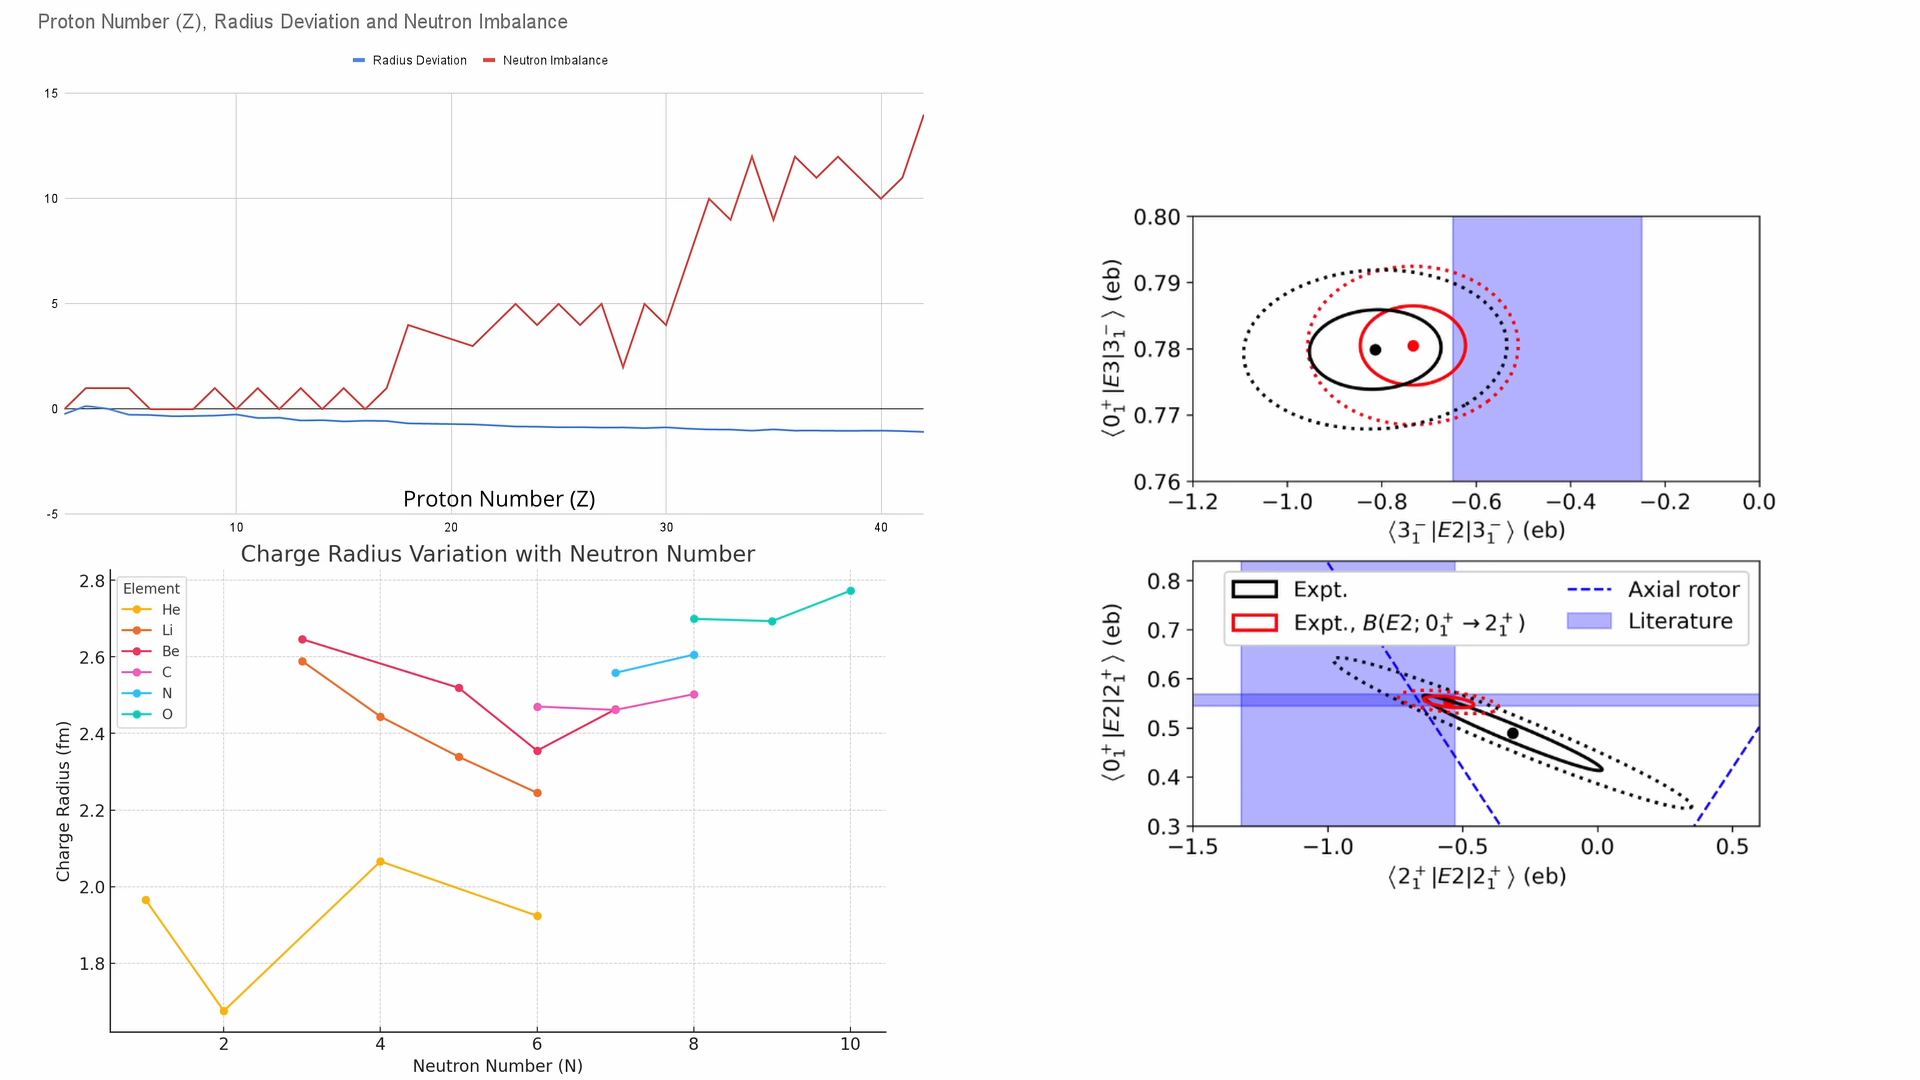 Proton Number (Z), Radius Deviation and Neutron Imbalance
Radius Deviation
Neutron Imbalance
15
10
5
0
-5
Proton Number (Z)
10
20
30
40
Charge Radius Variation with Neutron Number
Charge Radius (fm)
2.8
2.6
2.4
2.2
2.0
1.8
Element
He
Li
Be
C
N
O
2
4
6
8
10
Neutron Number (N)
⟨0₁⁺|E3|3₁⁻⟩ (eb)
0.80
0.79
0.78
0.77
0.76
−1.2
−1.0
−0.8
−0.6
−0.4
−0.2
0.0
⟨3₁⁻|E2|3₁⁻⟩ (eb)
⟨0₁⁺|E2|2₁⁺⟩ (eb)
0.8
0.7
0.6
0.5
0.4
0.3
Expt.
Expt., B(E2; 0₁⁺ → 2₁⁺)
Axial rotor
Literature
−1.5
−1.0
−0.5
0.0
0.5
⟨2₁⁺|E2|2₁⁺⟩ (eb)